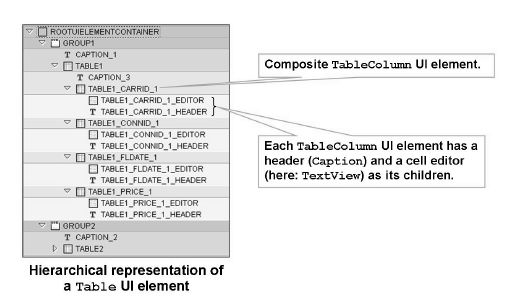 ROOTUIELEMENTCONTAINER
GROUP1
CAPTION_1
TABLE1
CAPTION_3
TABLE1_CARRID_1
TABLE1_CARRID_1_EDITOR
TABLE1_CARRID_1_HEADER
TABLE1_CONNID_1
TABLE1_CONNID_1_EDITOR
TABLE1_CONNID_1_HEADER
TABLE1_FLDATE_1
TABLE1_FLDATE_1_EDITOR
TABLE1_FLDATE_1_HEADER
TABLE1_PRICE_1
TABLE1_PRICE_1_EDITOR
TABLE1_PRICE_1_HEADER
GROUP2
CAPTION_2
TABLE2
Hierarchical representation of
a Table UI element
Composite TableColumn UI element.
Each TableColumn UI element has a
header (Caption) and a cell editor
(here: TextView) as its children.